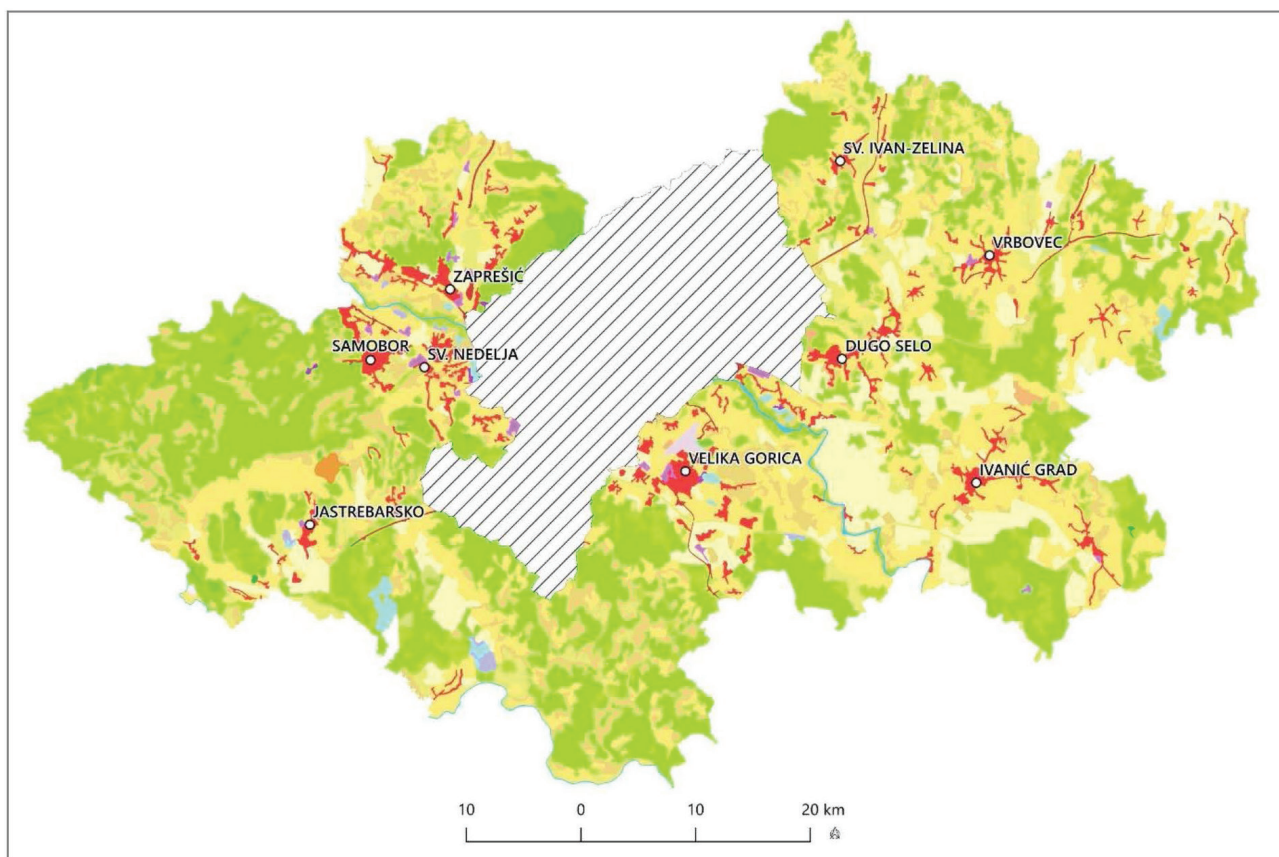 SV. IVAN-ZELINA
VRBOVEC
ZAPREŠIĆ
SAMOBOR
SV. NEDELJA
DUGO SELO
VELIKA GORICA
IVANIĆ GRAD
JASTREBARSKO
10 0 10 20 km